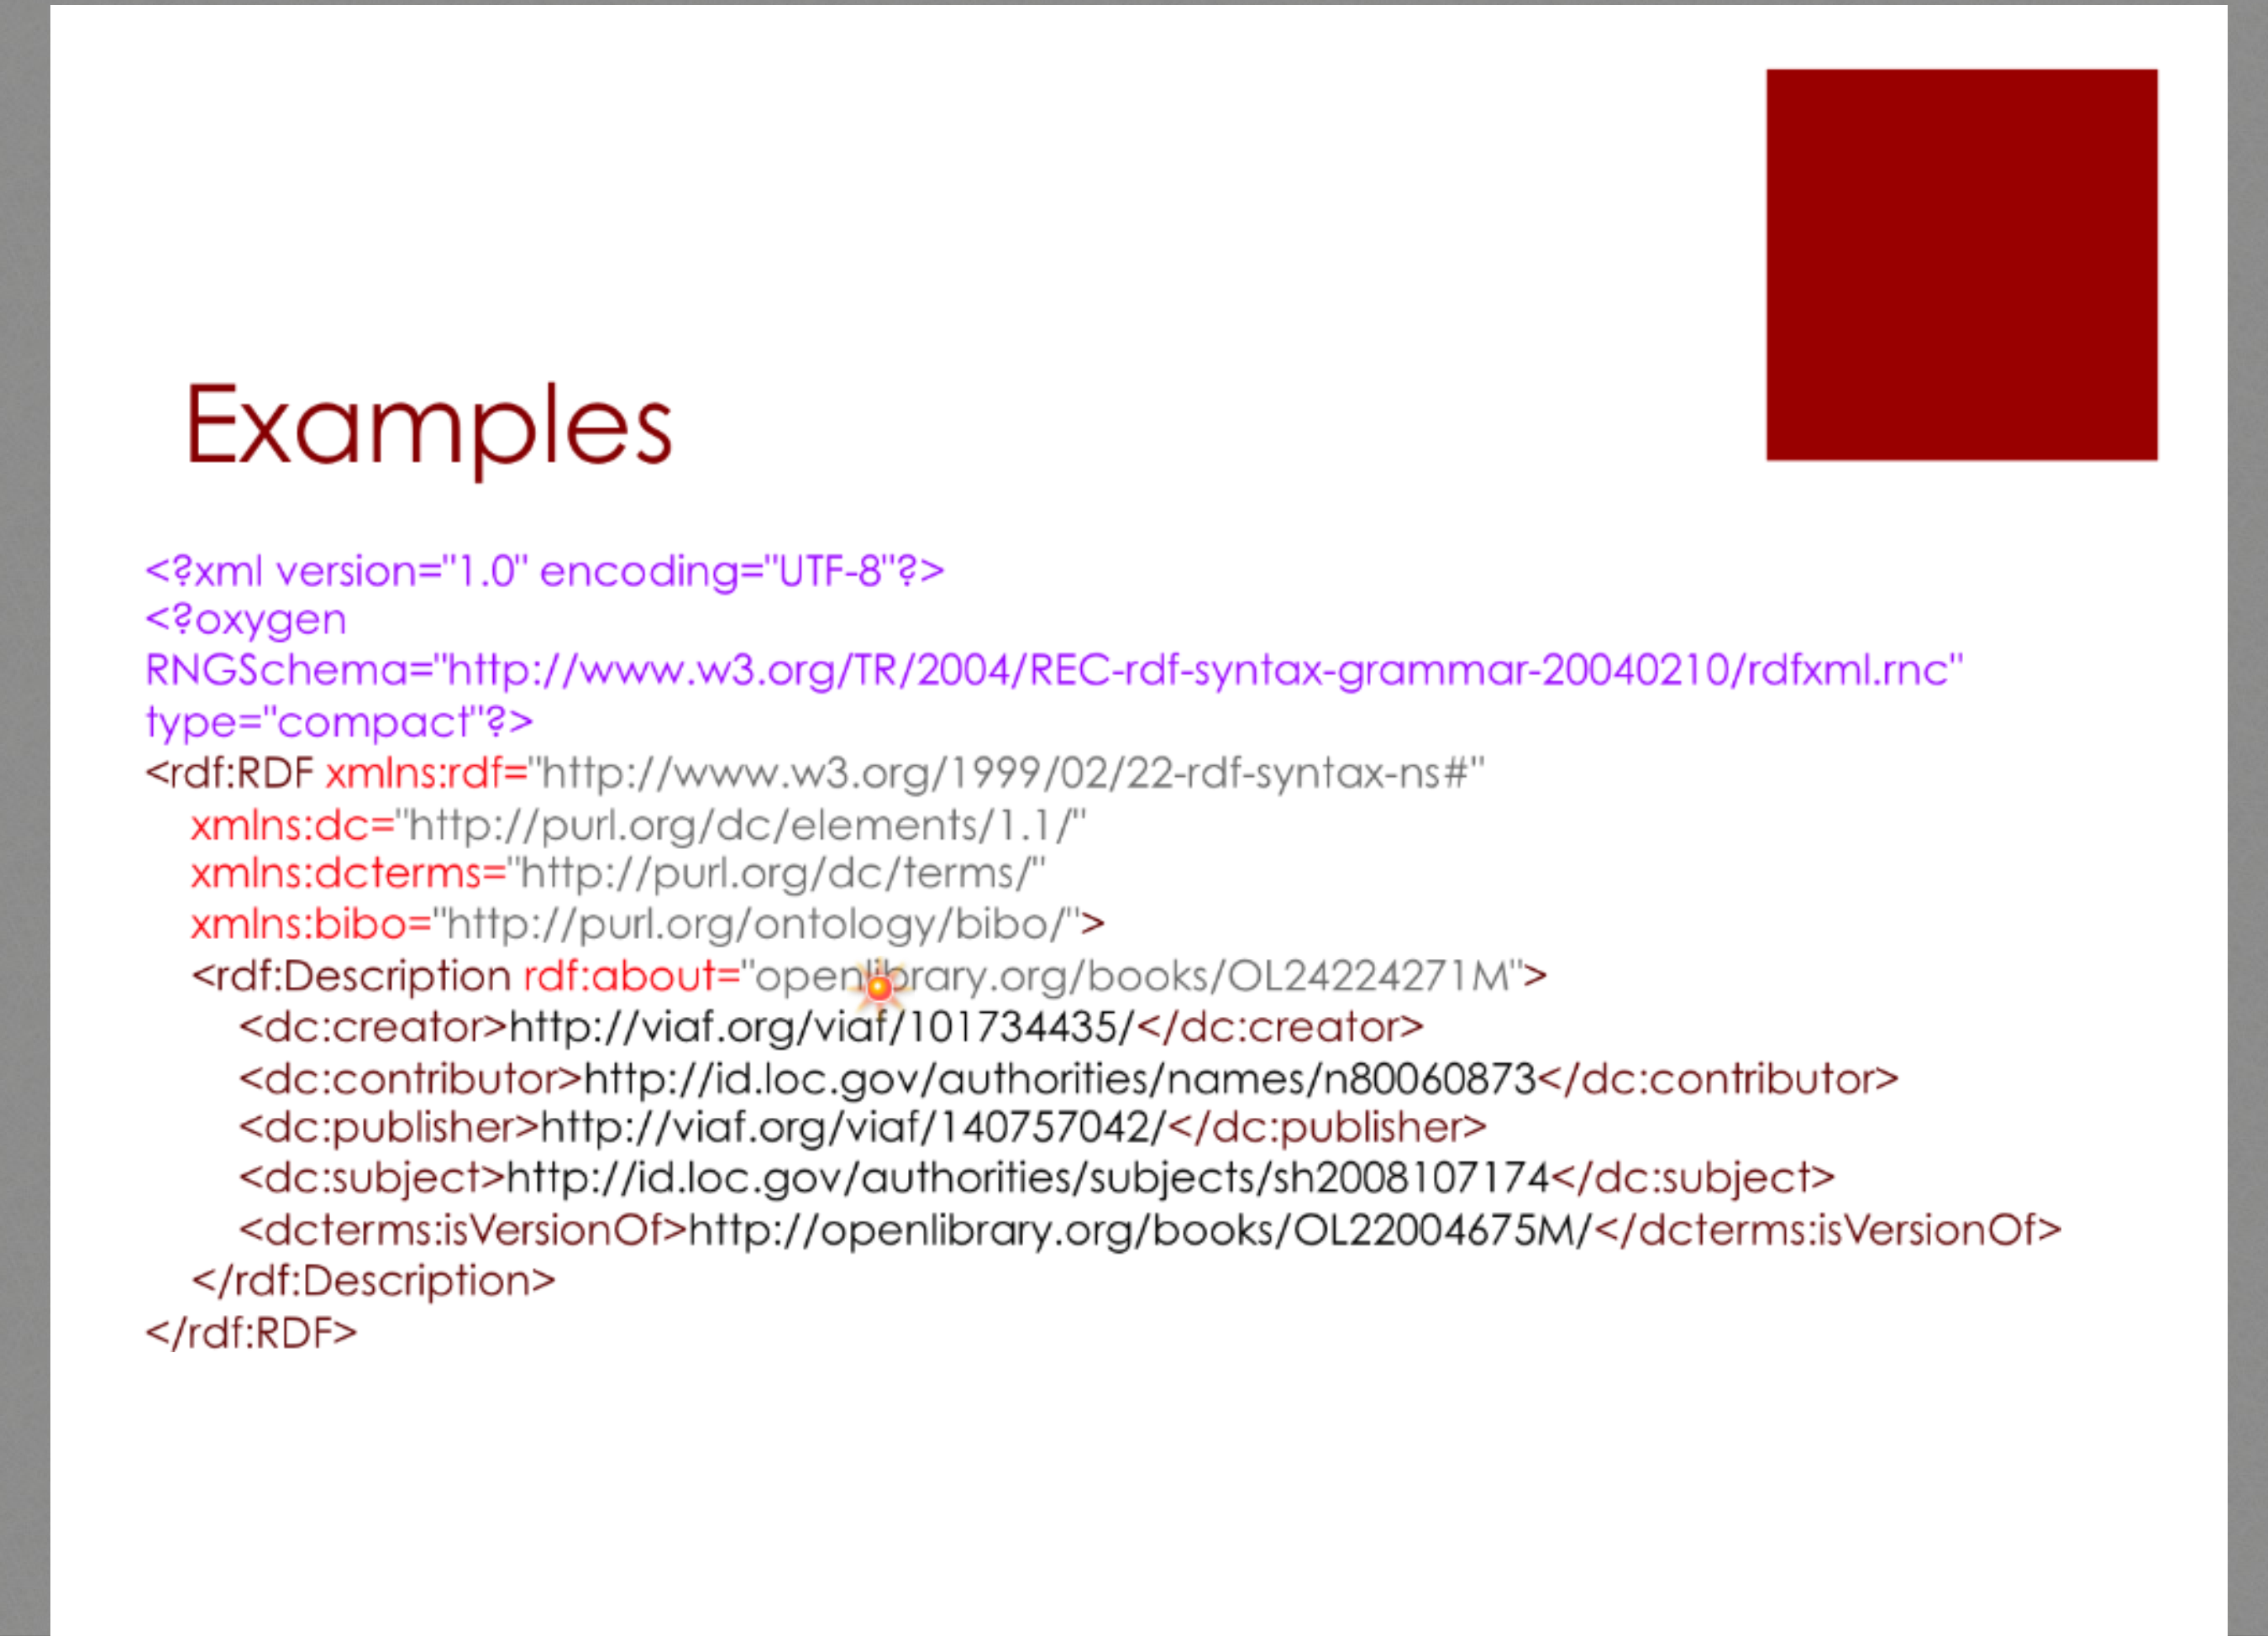 Examples
<?xml version="1.0" encoding="UTF-8"?>
<?oxygen
RNGSchema="http://www.w3.org/TR/2004/REC-rdf-syntax-grammar-20040210/rdfxml.rnc"
type="compact"?>
<rdf:RDF xmlns:rdf="http://www.w3.org/1999/02/22-rdf-syntax-ns#"
xmlns:dc="http://purl.org/dc/elements/1.1/"
xmlns:dcterms="http://purl.org/dc/terms/"
xmlns:bibo="http://purl.org/ontology/bibo/">
<rdf:Description rdf:about="openlibrary.org/books/OL24224271M">
<dc:creator>http://viaf.org/viaf/101734435/</dc:creator>
<dc:contributor>http://id.loc.gov/authorities/names/n80060873</dc:contributor>
<dc:publisher>http://viaf.org/viaf/140757042/</dc:publisher>
<dc:subject>http://id.loc.gov/authorities/subjects/sh2008107174</dc:subject>
<dcterms:isVersionOf>http://openlibrary.org/books/OL22004675M/</dcterms:isVersionOf>
</rdf:Description>
</rdf:RDF>